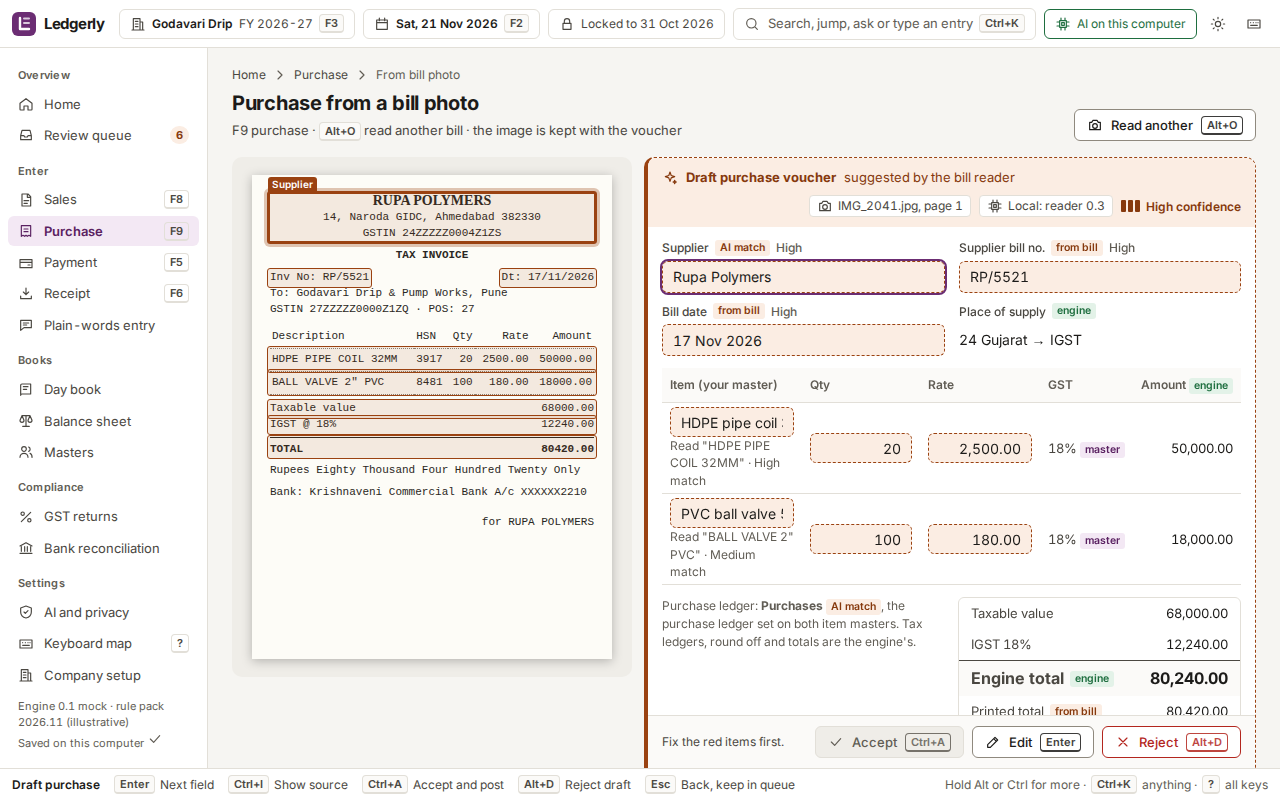 Ledgerly
Godavari Drip FY 2026-27 F3
Sat, 21 Nov 2026 F2
Locked to 31 Oct 2026
Search, jump, ask or type an entry Ctrl+K
AI on this computer
Overview
Home
Review queue 6
Enter
Sales F8
Purchase F9
Payment F5
Receipt F6
Plain-words entry
Books
Day book
Balance sheet
Masters
Compliance
GST returns
Bank reconciliation
Settings
AI and privacy
Keyboard map ?
Company setup
Engine 0.1 mock · rule pack
2026.11 (illustrative)
Saved on this computer
Home Purchase From bill photo
Purchase from a bill photo
F9 purchase · Alt+O read another bill · the image is kept with the voucher
Read another Alt+O
Supplier
RUPA POLYMERS
14, Naroda GIDC, Ahmedabad 382330
GSTIN 24ZZZZZ0004Z1ZS
TAX INVOICE
Inv No: RP/5521 Dt: 17/11/2026
To: Godavari Drip & Pump Works, Pune
GSTIN 27ZZZZZ0000Z1ZQ · POS: 27
Description HSN Qty Rate Amount
HDPE PIPE COIL 32MM 3917 20 2500.00 50000.00
BALL VALVE 2" PVC 8481 100 180.00 18000.00
Taxable value 68000.00
IGST @ 18% 12240.00
TOTAL 80420.00
Rupees Eighty Thousand Four Hundred Twenty Only
Bank: Krishnaveni Commercial Bank A/c XXXXXX2210
for RUPA POLYMERS
Draft purchase voucher suggested by the bill reader
IMG_2041.jpg, page 1
Local: reader 0.3
High confidence
Supplier AI match High
Rupa Polymers
Supplier bill no. from bill High
RP/5521
Bill date from bill High
17 Nov 2026
Place of supply engine
24 Gujarat → IGST
Item (your master) Qty Rate GST Amount engine
HDPE pipe coil
20 2,500.00 18% master 50,000.00
Read "HDPE PIPE
COIL 32MM" · High
match
PVC ball valve
100 180.00 18% master 18,000.00
Read "BALL VALVE 2"
PVC" · Medium
match
Purchase ledger: Purchases AI match, the
purchase ledger set on both item masters. Tax
ledgers, round off and totals are the engine's.
Taxable value 68,000.00
IGST 18% 12,240.00
Engine total engine 80,240.00
Printed total from bill 80,420.00
Fix the red items first.
Accept Ctrl+A
Edit Enter
Reject Alt+D
Draft purchase Enter Next field Ctrl+I Show source Ctrl+A Accept and post Alt+D Reject draft Esc Back, keep in queue
Hold Alt or Ctrl for more · Ctrl+K anything · ? all keys